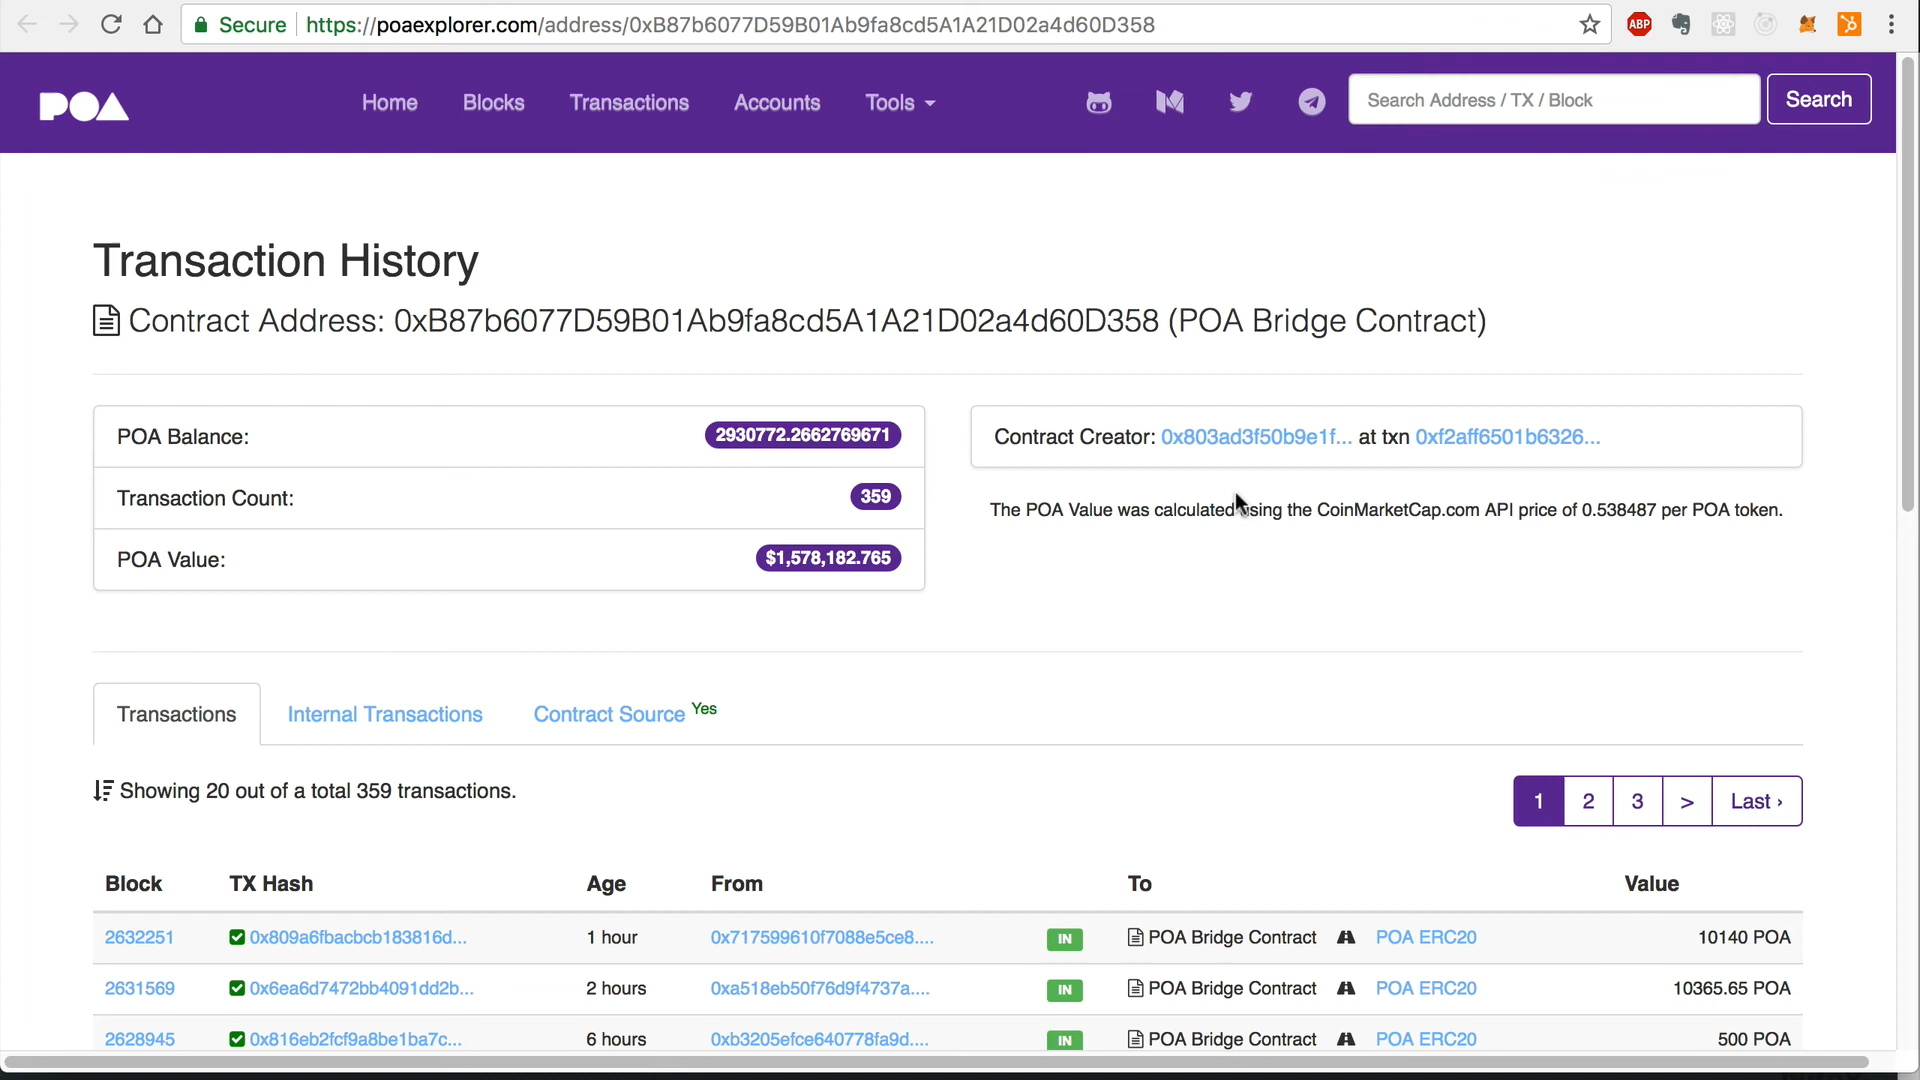 Secure https://poaexplorer.com/address/0xB87b6077D59B01Ab9fa8cd5A1A21D02a4d60D358 ABP
POA Home Blocks Transactions Accounts Tools Search Address / TX / Block Search
Transaction History
Contract Address: 0xB87b6077D59B01Ab9fa8cd5A1A21D02a4d60D358 (POA Bridge Contract)
POA Balance: 2930772.2662769671
Transaction Count: 359
POA Value: $1,578,182.765
Contract Creator: 0x803ad3f50b9e1f... at txn 0xf2aff6501b6326...
The POA Value was calculated using the CoinMarketCap.com API price of 0.538487 per POA token.
Transactions Internal Transactions Contract Source Yes
Showing 20 out of a total 359 transactions.
1 2 3 > Last ›
Block TX Hash Age From To Value
2632251 0x809a6fbacbcb183816d... 1 hour 0x717599610f7088e5ce8.... IN POA Bridge Contract POA ERC20 10140 POA
2631569 0x6ea6d7472bb4091dd2b... 2 hours 0xa518eb50f76d9f4737a.... IN POA Bridge Contract POA ERC20 10365.65 POA
2628945 0x816eb2fcf9a8be1ba7c... 6 hours 0xb3205efce640778fa9d.... IN POA Bridge Contract POA ERC20 500 POA